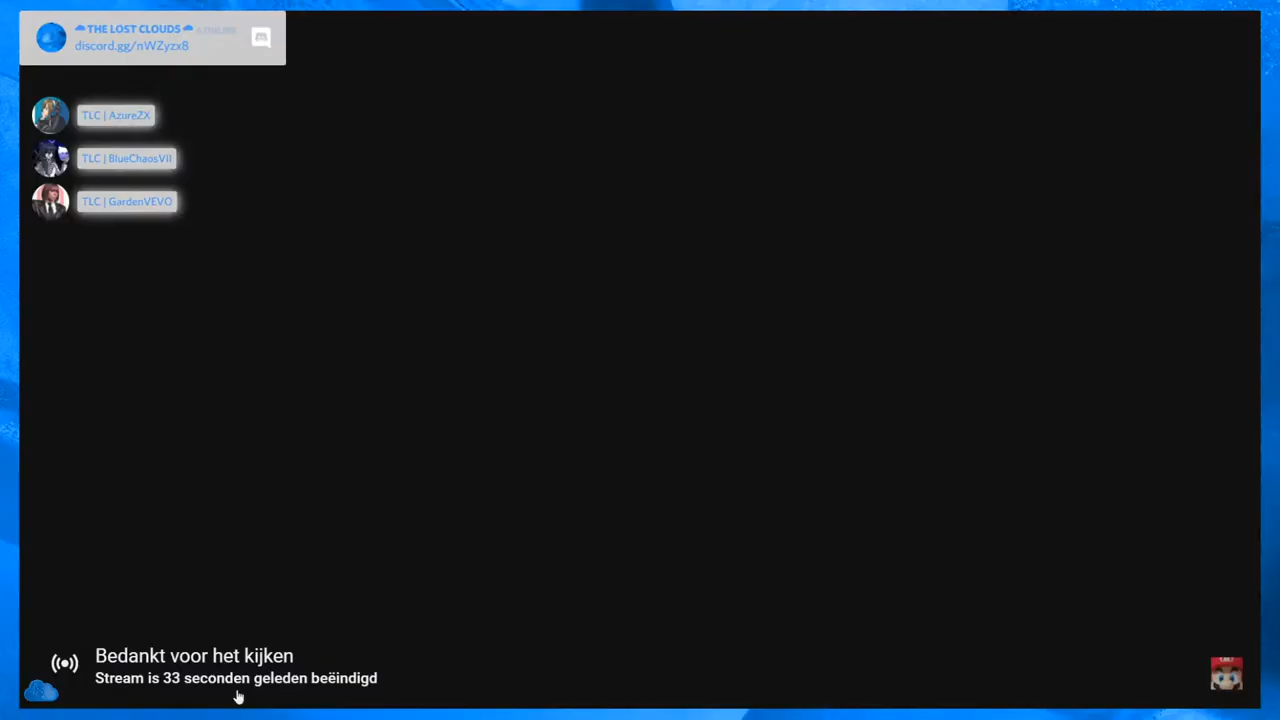 THE LOST CLOUDS
discord.gg/nWZyzx8
TLC | AzureZX
TLC | BlueChaosVII
TLC | GardenVEVO
Bedankt voor het kijken
Stream is 33 seconden geleden beëindigd